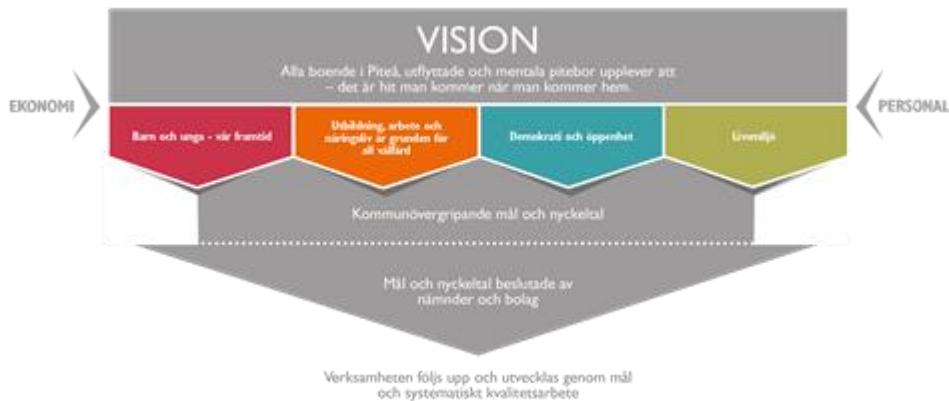 VISION
Alla boende i Piteå, utflyttade och mentala pitebor upplever att
– det är hit man kommer när man kommer hem.
EKONOMI
PERSONAL
Barn och unga - vår framtid
Utbildning, arbete och
näringsliv är grunden för
all välfärd
Demokrati och öppenhet
Livsmiljö
Kommunövergripande mål och nyckeltal
Mål och nyckeltal beslutade av
nämnder och bolag
Verksamheten följs upp och utvecklas genom mål
och systematiskt kvalitetsarbete